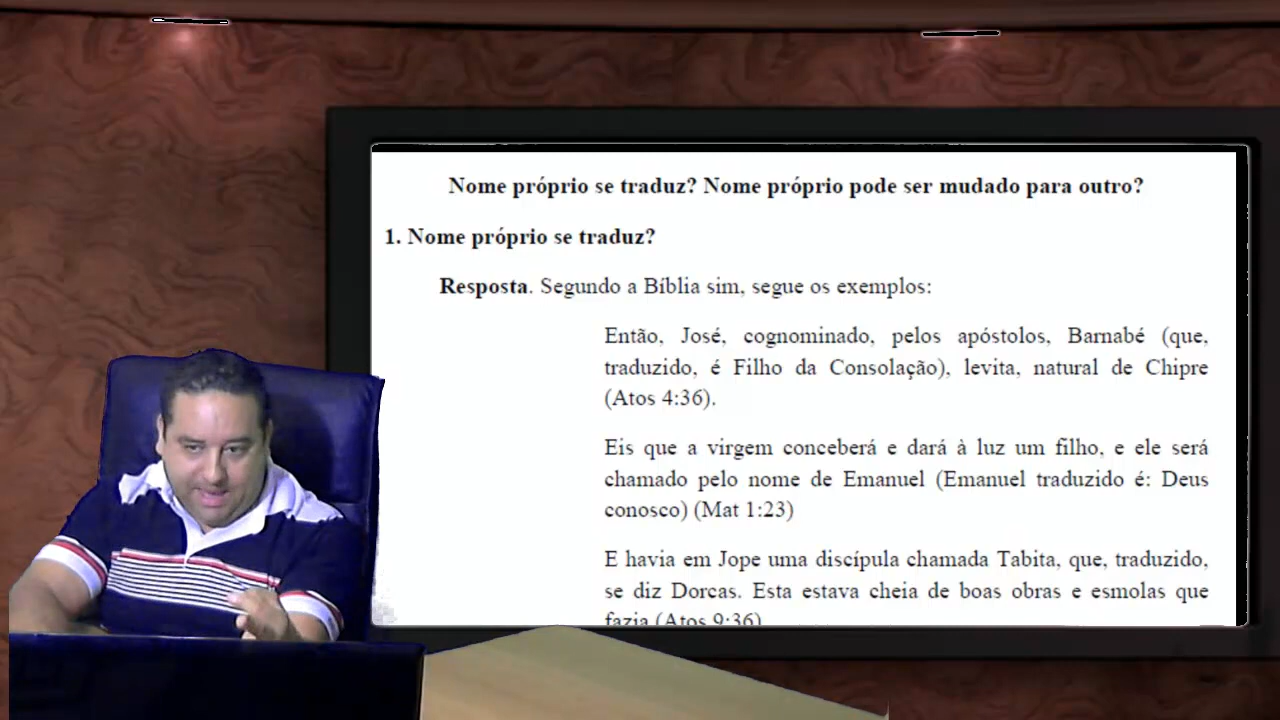 Nome próprio se traduz? Nome próprio pode ser mudado para outro?
1. Nome próprio se traduz?
Resposta. Segundo a Bíblia sim, segue os exemplos:
Então, José, cognominado, pelos apóstolos, Barnabé (que,
traduzido, é Filho da Consolação), levita, natural de Chipre
(Atos 4:36).
Eis que a virgem conceberá e dará à luz um filho, e ele será
chamado pelo nome de Emanuel (Emanuel traduzido é: Deus
conosco) (Mat 1:23)
E havia em Jope uma discípula chamada Tabita, que, traduzido,
se diz Dorcas. Esta estava cheia de boas obras e esmolas que
fazia (Atos 9:36)